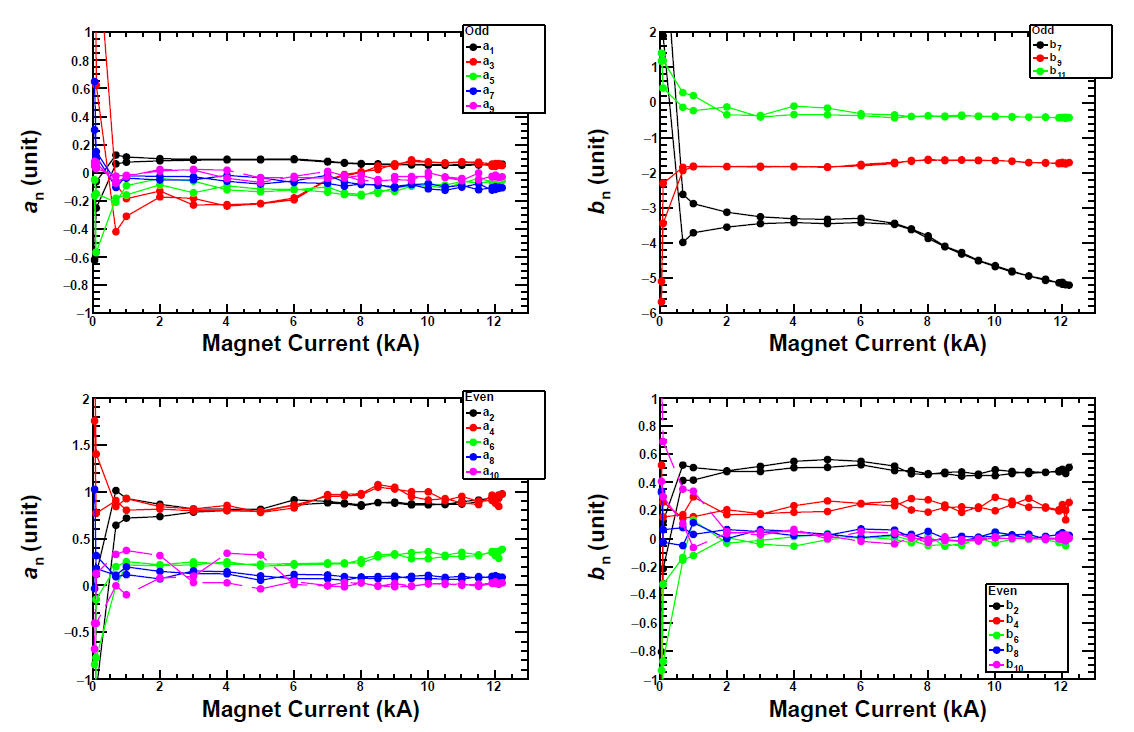 Odd
a1
a3
a5
a7
a9
1
0.8
0.6
0.4
0.2
0
−0.2
−0.4
−0.6
−0.8
−1
0 2 4 6 8 10 12
an (unit)
Magnet Current (kA)
Odd
b7
b9
b11
2
1
0
−1
−2
−3
−4
−5
−6
0 2 4 6 8 10 12
bn (unit)
Magnet Current (kA)
Even
a2
a4
a6
a8
a10
2
1.5
1
0.5
0
−0.5
−1
0 2 4 6 8 10 12
an (unit)
Magnet Current (kA)
1
0.8
0.6
0.4
0.2
0
−0.2
−0.4
−0.6
−0.8
−1
0 2 4 6 8 10 12
bn (unit)
Magnet Current (kA)
Even
b2
b4
b6
b8
b10